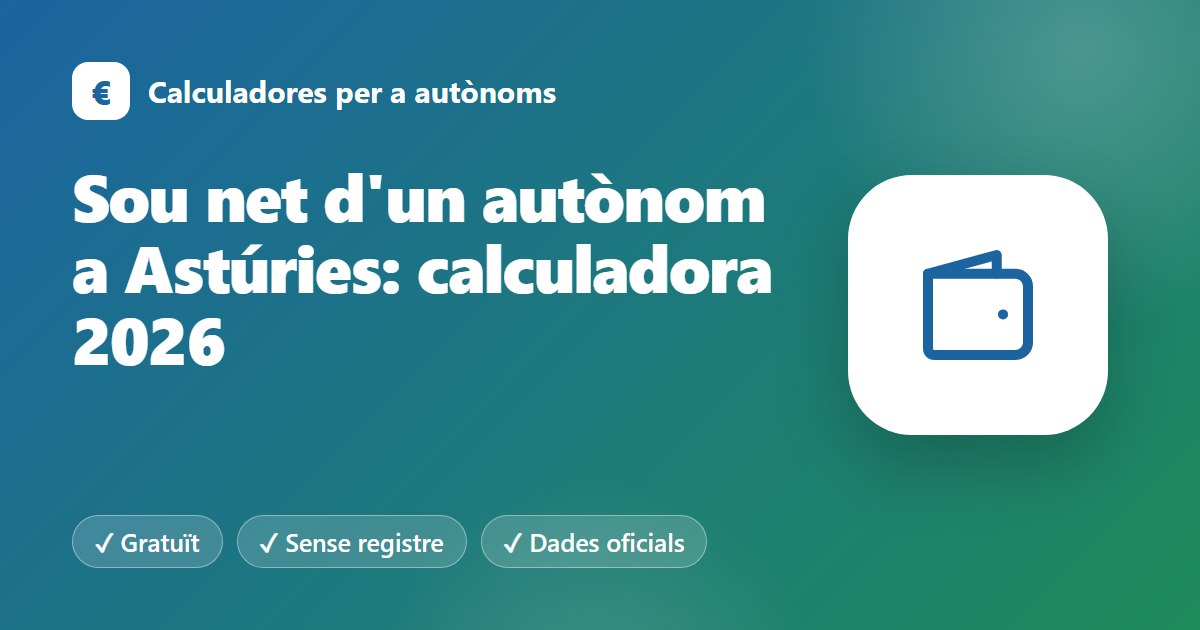 €
Calculadores per a autònoms
Sou net d'un autònom
a Astúries: calculadora
2026
✓ Gratuït
✓ Sense registre
✓ Dades oficials